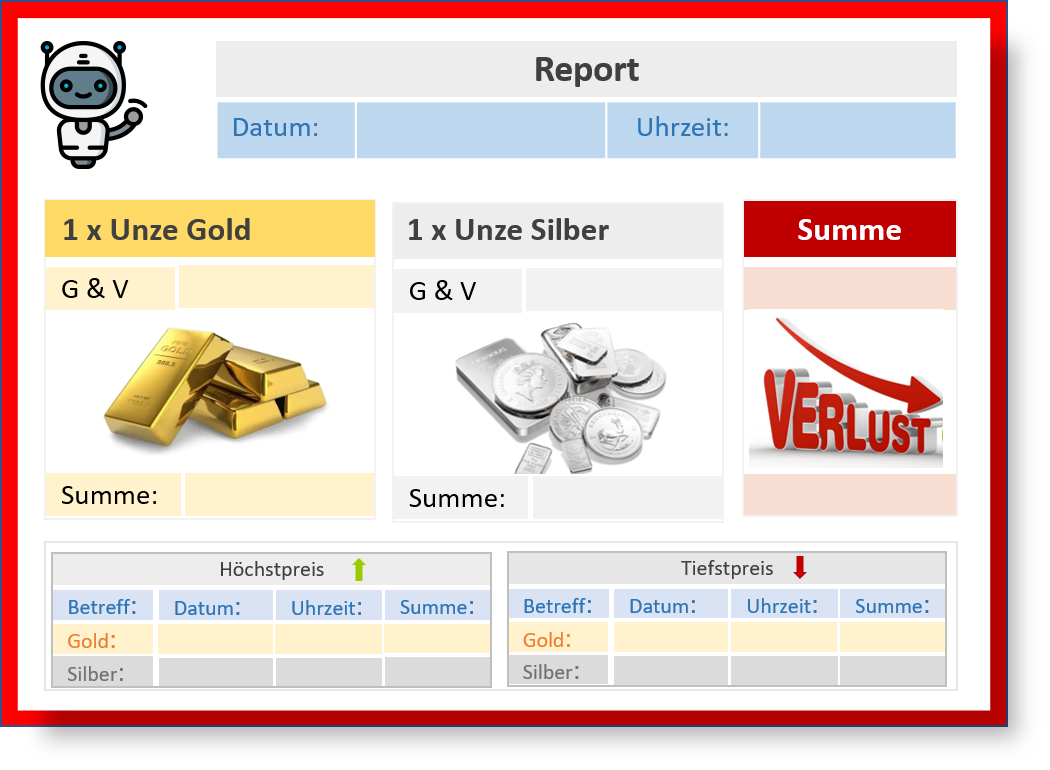 Report
Datum: Uhrzeit:
1 x Unze Gold
G & V
GOLD
999.9
Summe:
1 x Unze Silber
G & V
Summe:
Summe
VERLUST
Höchstpreis
Betreff: Datum: Uhrzeit: Summe:
Gold:
Silber:
Tiefstpreis
Betreff: Datum: Uhrzeit: Summe:
Gold:
Silber: